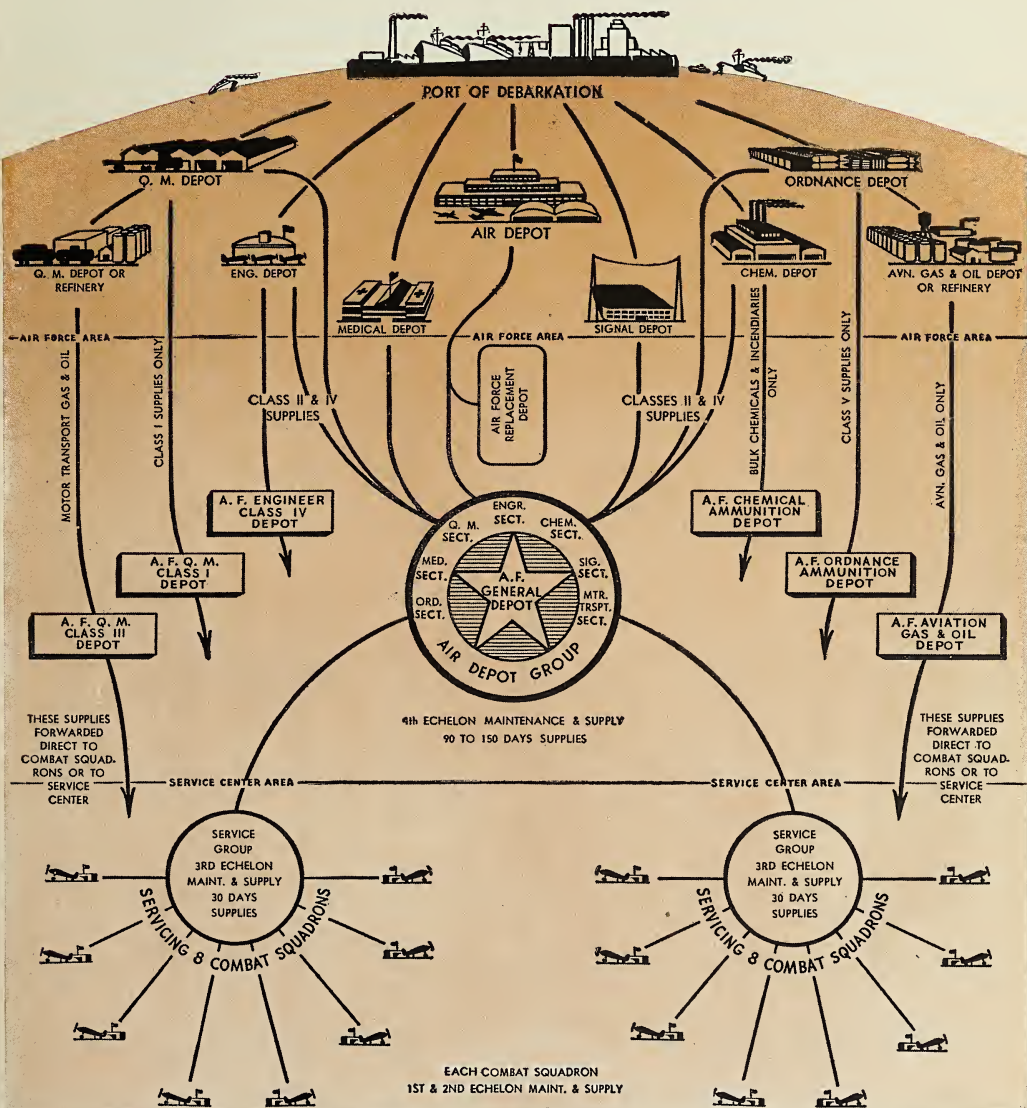 PORT OF DEBARKATION
Q. M. DEPOT
ORDNANCE DEPOT
AIR DEPOT
Q. M. DEPOT OR
REFINERY
ENG. DEPOT
CHEM. DEPOT
AVN. GAS & OIL DEPOT
OR REFINERY
MEDICAL DEPOT
SIGNAL DEPOT
AIR FORCE AREA
AIR FORCE AREA
AIR FORCE AREA
MOTOR TRANSPORT GAS & OIL
CLASS I SUPPLIES ONLY
CLASS II & IV
SUPPLIES
AIR FORCE
REPLACEMENT
DEPOT
CLASSES II & IV
SUPPLIES
BULK CHEMICALS & INCENDIARIES
ONLY
CLASS V SUPPLIES ONLY
AVN. GAS & OIL ONLY
A. F. ENGINEER
CLASS IV
DEPOT
A. F. CHEMICAL
AMMUNITION
DEPOT
A. F. Q. M.
CLASS I
DEPOT
A. F. ORDNANCE
AMMUNITION
DEPOT
A. F. Q. M.
CLASS III
DEPOT
A. F. AVIATION
GAS & OIL
DEPOT
ORD.
SECT.
MED.
SECT.
Q. M.
SECT.
ENGR.
SECT.
CHEM.
SECT.
SIG.
SECT.
MTR.
TRSPT.
SECT.
A.F.
GENERAL
DEPOT
AIR DEPOT GROUP
4th ECHELON MAINTENANCE & SUPPLY
90 TO 150 DAYS SUPPLIES
THESE SUPPLIES
FORWARDED
DIRECT TO
COMBAT SQUAD-
RONS OR TO
SERVICE
CENTER
THESE SUPPLIES
FORWARDED
DIRECT TO
COMBAT SQUAD-
RONS OR TO
SERVICE
CENTER
SERVICE CENTER AREA
SERVICE CENTER AREA
SERVICE
GROUP
3RD ECHELON
MAINT. & SUPPLY
30 DAYS
SUPPLIES
SERVICING 8 COMBAT SQUADRONS
SERVICE
GROUP
3RD ECHELON
MAINT. & SUPPLY
30 DAYS
SUPPLIES
SERVICING 8 COMBAT SQUADRONS
EACH COMBAT SQUADRON
1ST & 2ND ECHELON MAINT. & SUPPLY